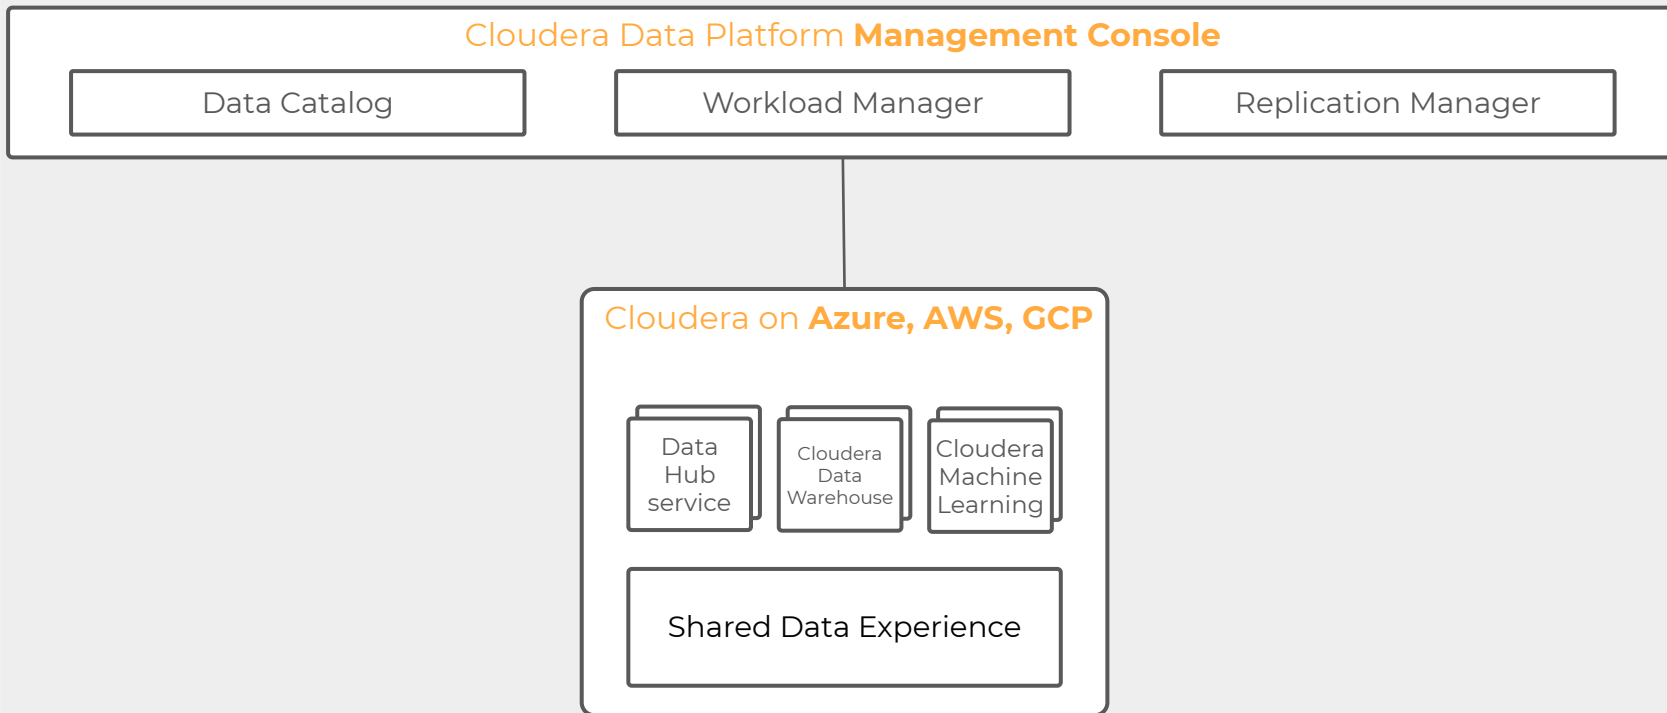 Cloudera Data Platform Management Console
Data Catalog
Workload Manager
Replication Manager
Cloudera on Azure, AWS, GCP
Data
Hub
service
Cloudera
Data
Warehouse
Cloudera
Machine
Learning
Shared Data Experience